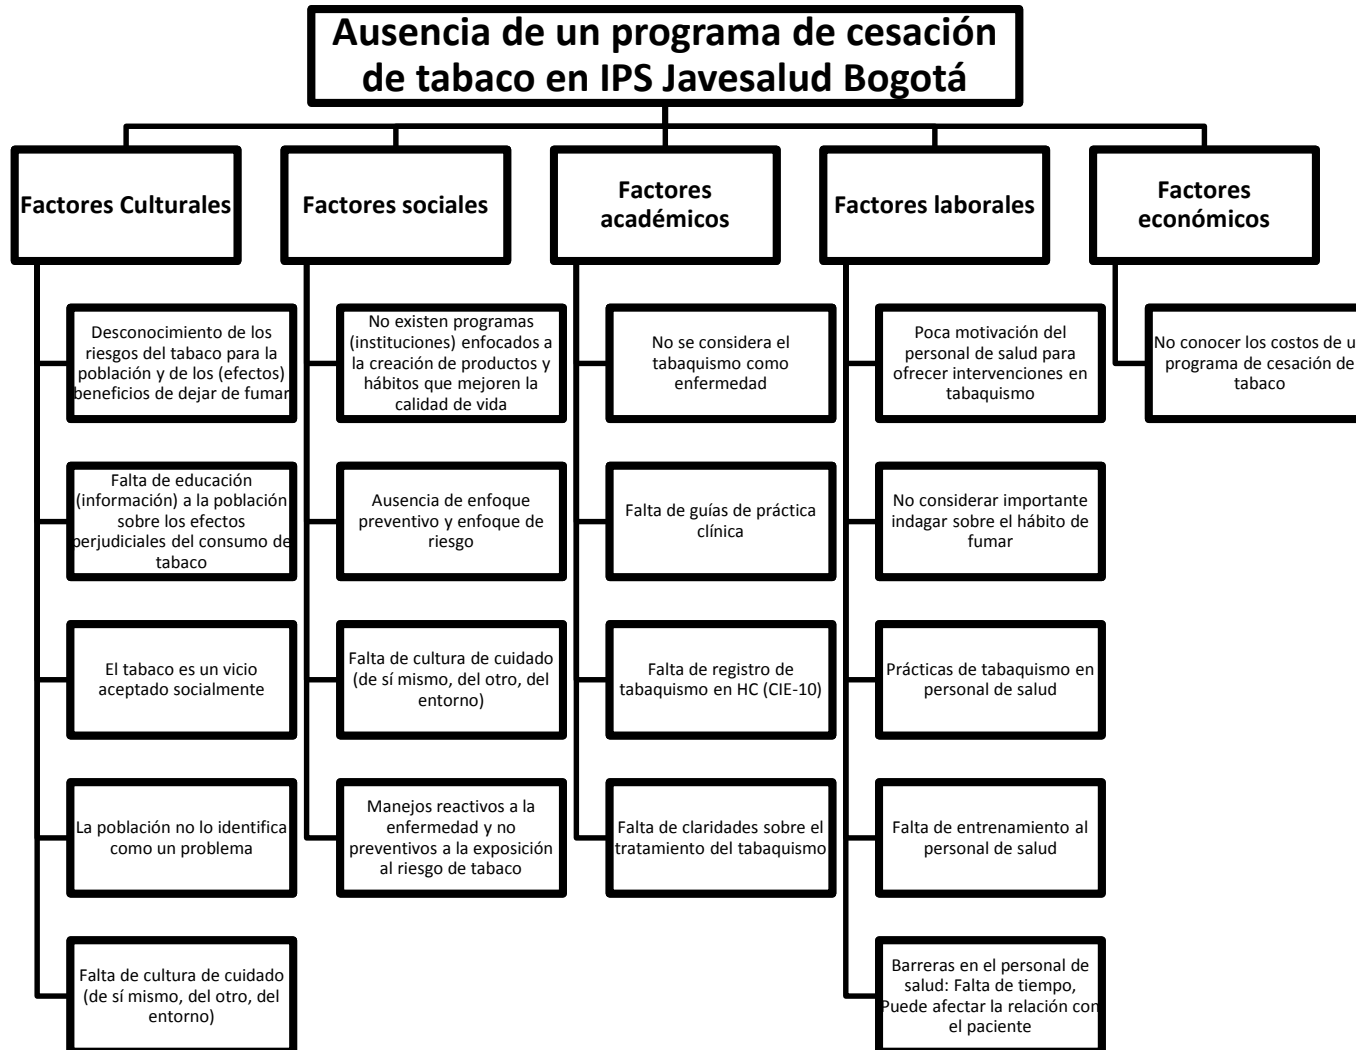 Ausencia de un programa de cesación
de tabaco en IPS Javesalud Bogotá
Factores Culturales
Desconocimiento de los
riesgos del tabaco para la
población y de los (efectos)
beneficios de dejar de fumar
Falta de educación
(información) a la población
sobre los efectos
perjudiciales del consumo de
tabaco
El tabaco es un vicio
aceptado socialmente
La población no lo identifica
como un problema
Falta de cultura de cuidado
(de sí mismo, del otro, del
entorno)
Factores sociales
No existen programas
(instituciones) enfocados a
la creación de productos y
hábitos que mejoren la
calidad de vida
Ausencia de enfoque
preventivo y enfoque de
riesgo
Falta de cultura de cuidado
(de sí mismo, del otro, del
entorno)
Manejos reactivos a la
enfermedad y no
preventivos a la exposición
al riesgo de tabaco
Factores
académicos
No se considera el
tabaquismo como
enfermedad
Falta de guías de práctica
clínica
Falta de registro de
tabaquismo en HC (CIE-10)
Falta de claridades sobre el
tratamiento del tabaquismo
Factores laborales
Poca motivación del
personal de salud para
ofrecer intervenciones en
tabaquismo
No considerar importante
indagar sobre el hábito de
fumar
Prácticas de tabaquismo en
personal de salud
Falta de entrenamiento al
personal de salud
Barreras en el personal de
salud: Falta de tiempo,
Puede afectar la relación con
el paciente
Factores
económicos
No conocer los costos de u
programa de cesación de
tabaco